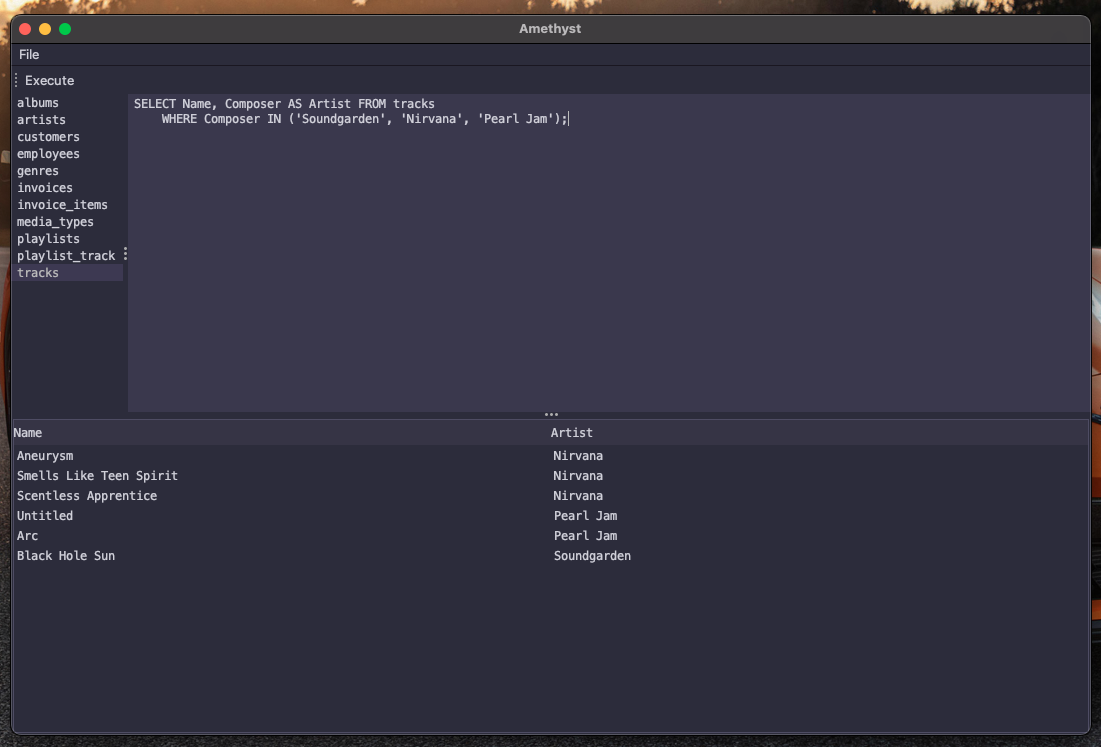 Amethyst
File
Execute
albums
artists
customers
employees
genres
invoices
invoice_items
media_types
playlists
playlist_track
tracks
SELECT Name, Composer AS Artist FROM tracks
WHERE Composer IN ('Soundgarden', 'Nirvana', 'Pearl Jam');
Name Artist
Aneurysm Nirvana
Smells Like Teen Spirit Nirvana
Scentless Apprentice Nirvana
Untitled Pearl Jam
Arc Pearl Jam
Black Hole Sun Soundgarden